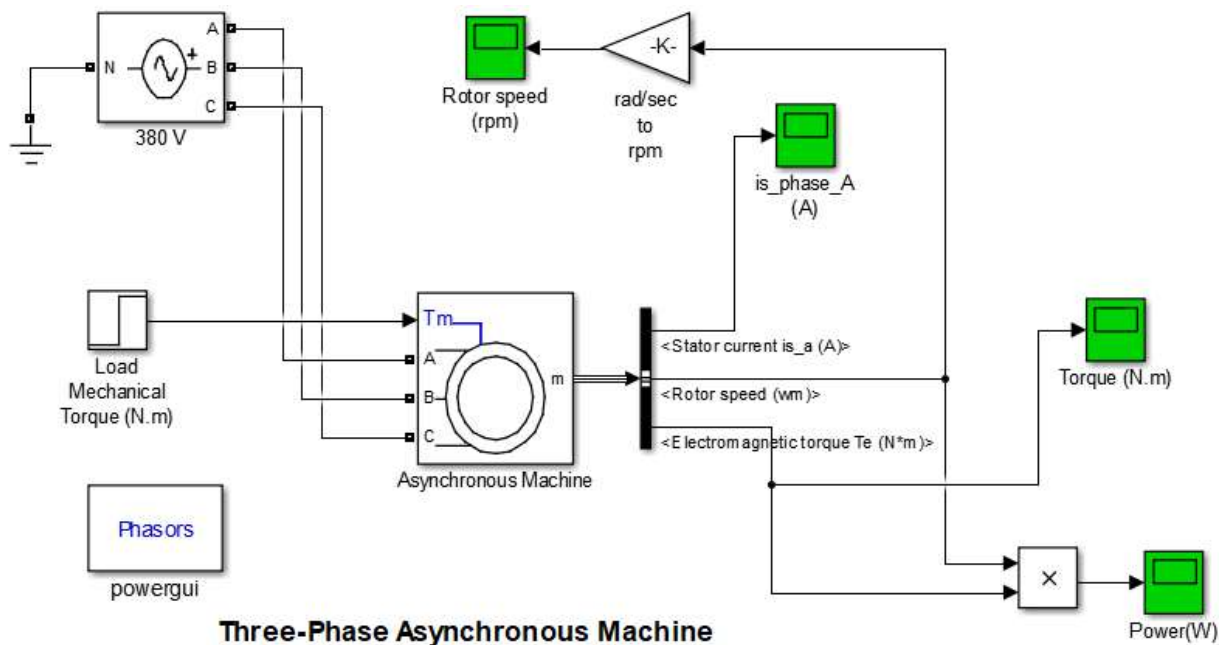 A
N
+
B
C
380 V
Rotor speed
(rpm)
-K-
rad/sec
to
rpm
is_phase_A
(A)
Load
Mechanical
Torque (N.m)
Tm
A
B
C
m
Asynchronous Machine
<Stator current is_a (A)>
<Rotor speed (wm)>
<Electromagnetic torque Te (N*m)>
Torque (N.m)
Phasors
powergui
×
Power(W)
Three-Phase Asynchronous Machine